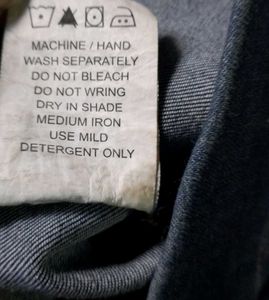 MACHINE / HAND
WASH SEPARATELY
DO NOT BLEACH
DO NOT WRING
DRY IN SHADE
MEDIUM IRON
USE MILD
DETERGENT ONLY